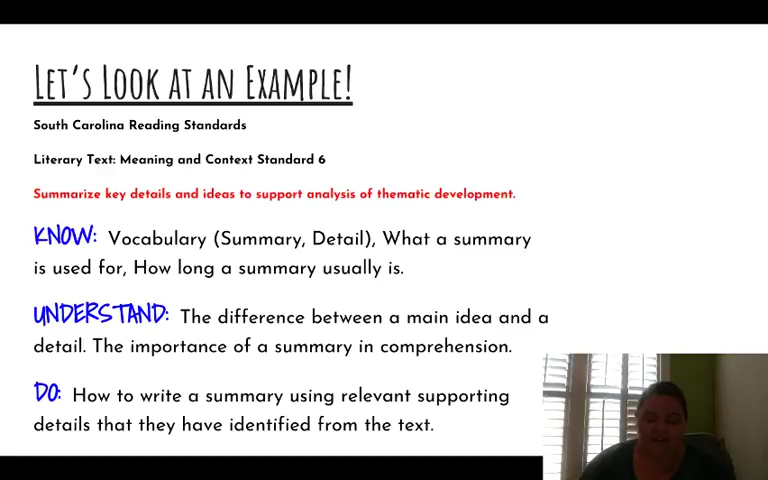 Let's Look at an Example!
South Carolina Reading Standards
Literary Text: Meaning and Context Standard 6
Summarize key details and ideas to support analysis of thematic development.
KNOW: Vocabulary (Summary, Detail), What a summary
is used for, How long a summary usually is.
UNDERSTAND: The difference between a main idea and a
detail. The importance of a summary in comprehension.
DO: How to write a summary using relevant supporting
details that they have identified from the text.